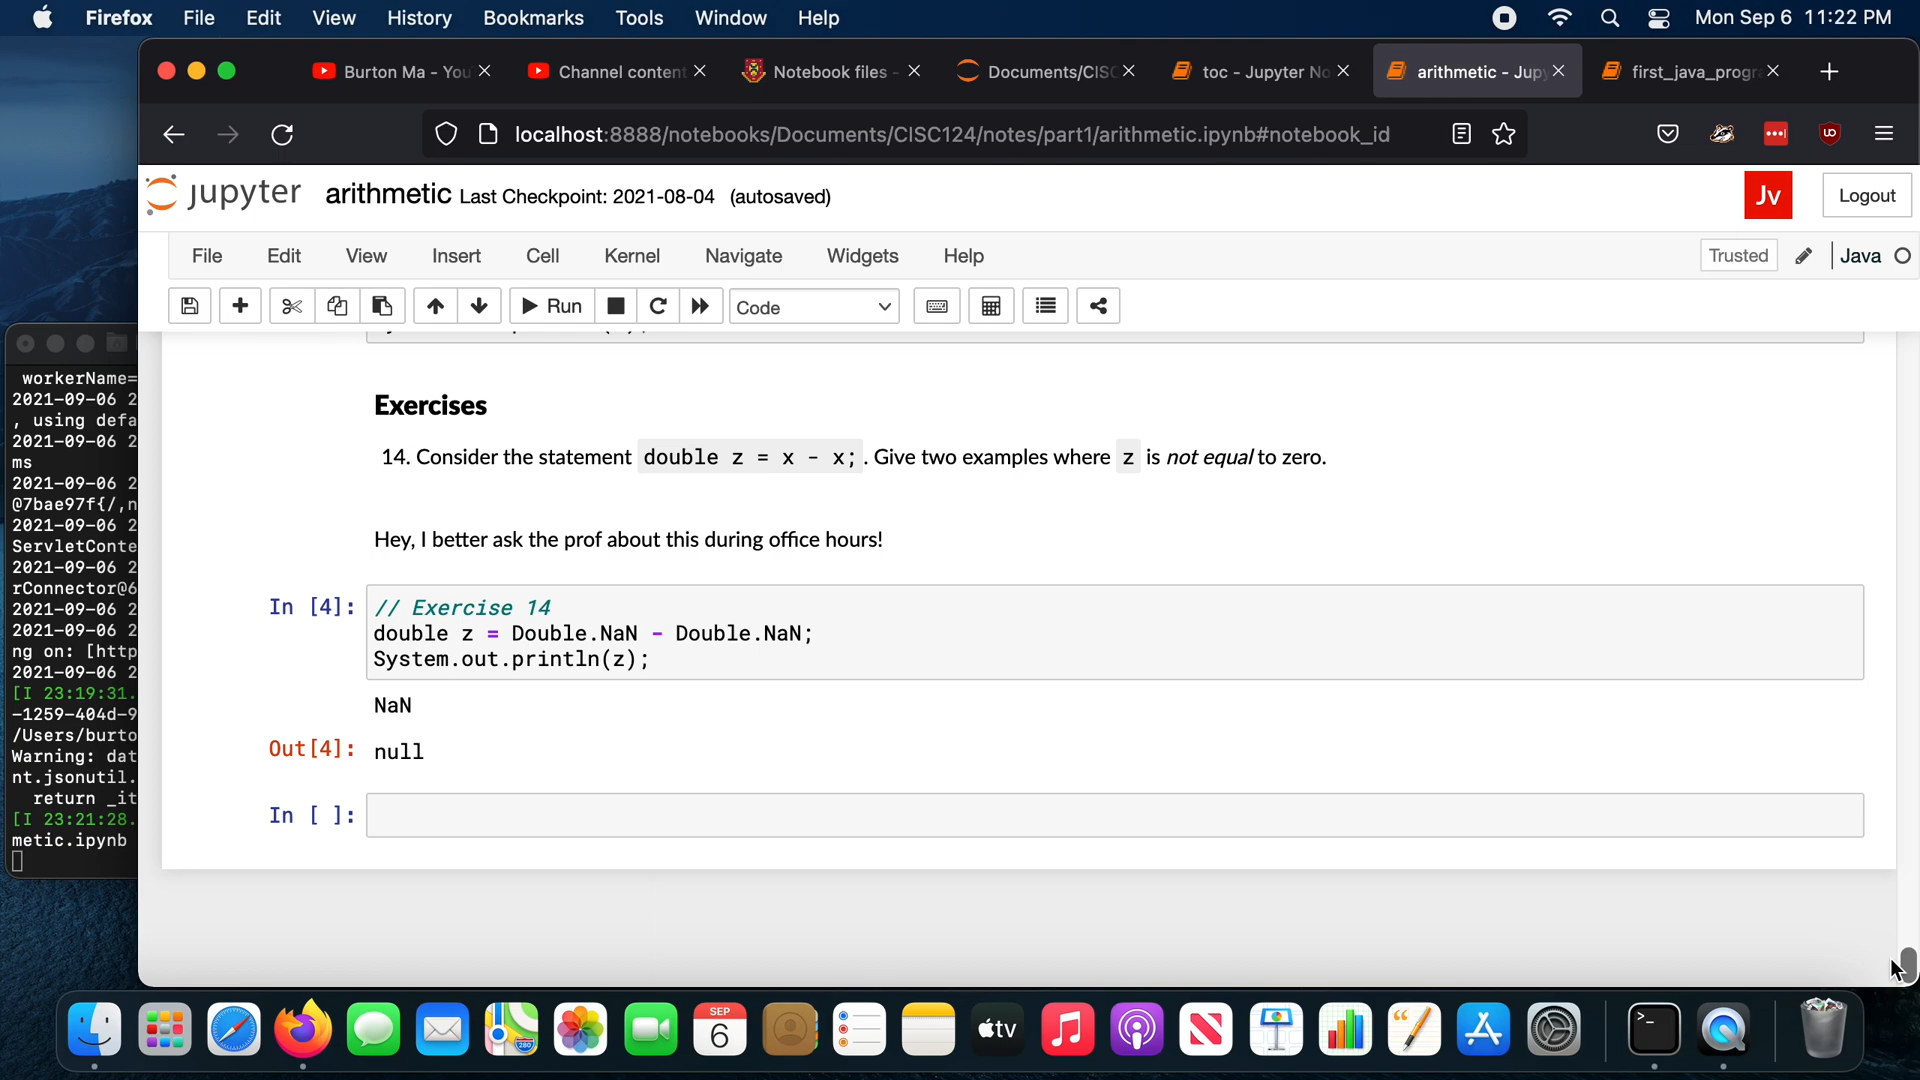 Firefox File Edit View History Bookmarks Tools Window Help Mon Sep 6 11:22 PM
Burton Ma - You Channel content Notebook files - Documents/CISC toc - Jupyter No arithmetic - Jup first_java_progra
localhost:8888/notebooks/Documents/CISC124/notes/part1/arithmetic.ipynb#notebook_id
jupyter arithmetic Last Checkpoint: 2021-08-04 (autosaved) Jv Logout
File Edit View Insert Cell Kernel Navigate Widgets Help Trusted Java
Run Code
Exercises
14. Consider the statement double z = x - x; . Give two examples where z is not equal to zero.
Hey, I better ask the prof about this during office hours!
In [4]: // Exercise 14
double z = Double.NaN - Double.NaN;
System.out.println(z);
NaN
Out[4]: null
In [ ]:
workerName=
2021-09-06 2
, using defa
2021-09-06 2
ms
2021-09-06 2
@7bae97f{/,n
2021-09-06 2
ServletConte
2021-09-06 2
rConnector@6
2021-09-06 2
2021-09-06 2
ng on: [http
2021-09-06 2
[I 23:19:31.
-1259-404d-9
/Users/burto
Warning: dat
nt.jsonutil.
return _it
[I 23:21:28.
metic.ipynb
SEP
6
280
tv